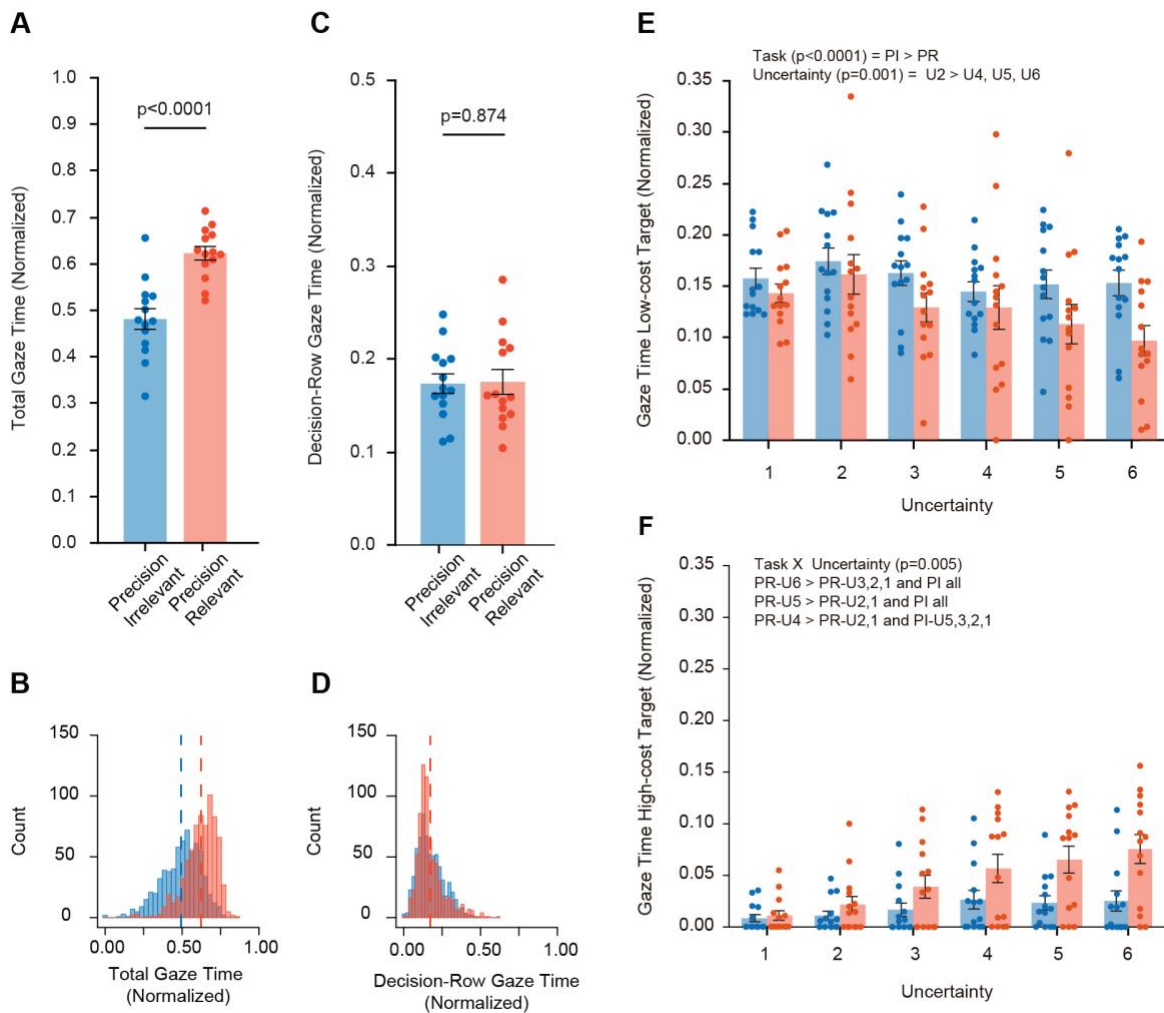 A
1.0
0.9
0.8
0.7
0.6
0.5
0.4
0.3
0.2
0.1
0.0
Total Gaze Time (Normalized)
p<0.0001
Precision
Irrelevant
Precision
Relevant
C
0.5
0.4
0.3
0.2
0.1
0.0
Decision-Row Gaze Time (Normalized)
p=0.874
Precision
Irrelevant
Precision
Relevant
B
150
100
50
0
Count
0.00
0.50
1.00
Total Gaze Time
(Normalized)
D
150
100
50
0
Count
0.00
0.50
1.00
Decision-Row Gaze Time
(Normalized)
E
Task (p<0.0001) = PI > PR
Uncertainty (p=0.001) = U2 > U4, U5, U6
0.35
0.30
0.25
0.20
0.15
0.10
0.05
0.00
Gaze Time Low-cost Target (Normalized)
1
2
3
4
5
6
Uncertainty
F
Task X Uncertainty (p=0.005)
PR-U6 > PR-U3,2,1 and PI all
PR-U5 > PR-U2,1 and PI all
PR-U4 > PR-U2,1 and PI-U5,3,2,1
0.35
0.30
0.25
0.20
0.15
0.10
0.05
0.00
Gaze Time High-cost Target (Normalized)
1
2
3
4
5
6
Uncertainty